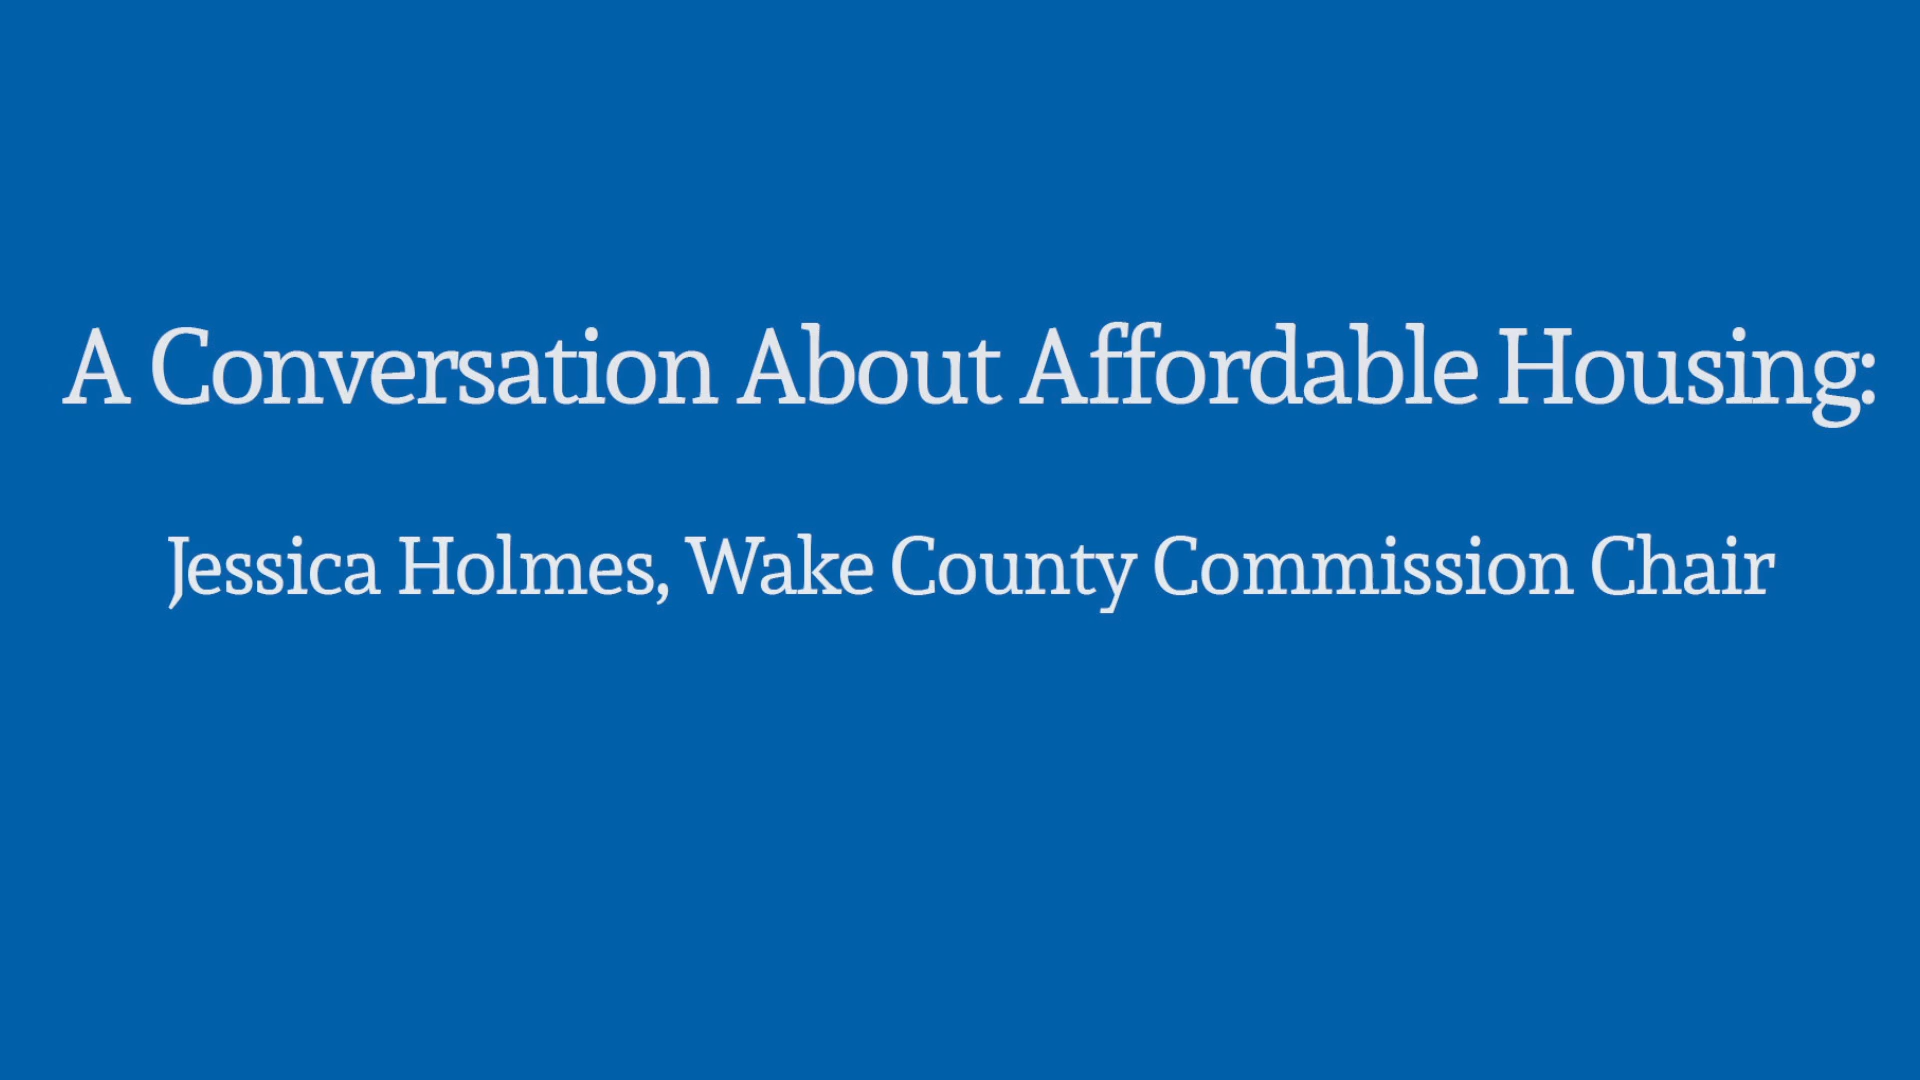 A Conversation About Affordable Housing:
Jessica Holmes, Wake County Commission Chair